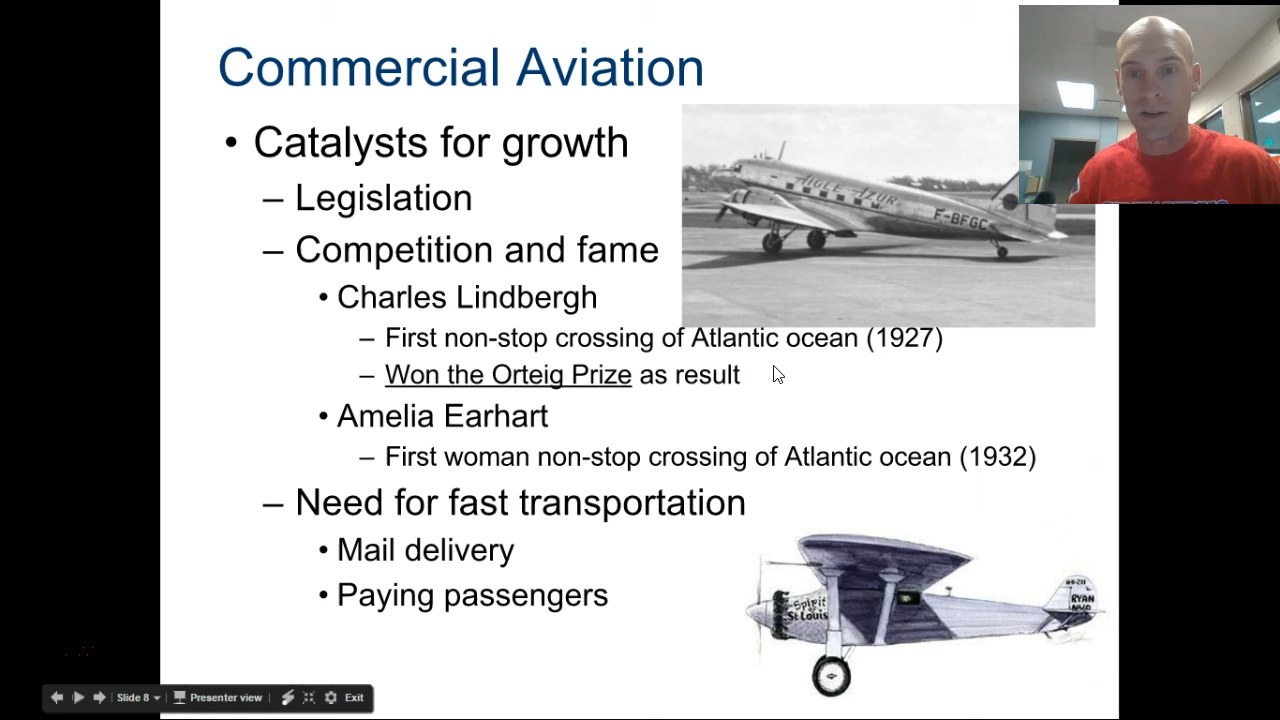 Commercial Aviation
• Catalysts for growth
– Legislation
– Competition and fame
• Charles Lindbergh
– First non-stop crossing of Atlantic ocean (1927)
– Won the Orteig Prize as result
• Amelia Earhart
– First woman non-stop crossing of Atlantic ocean (1932)
– Need for fast transportation
• Mail delivery
• Paying passengers
AIGLE AZUR
F-BFGC
Spirit
St Louis
RYAN
Slide 8
Presenter view
Exit